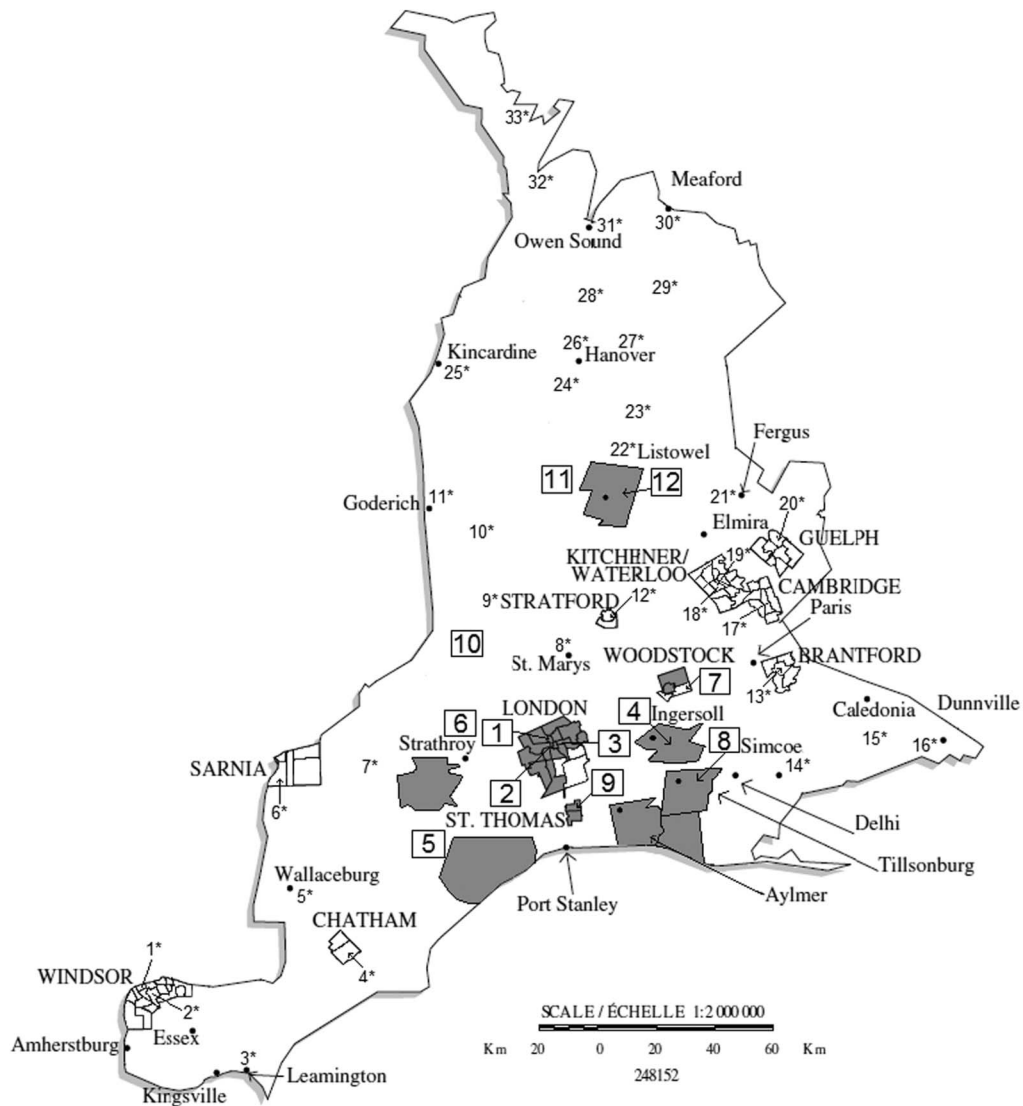 33*
32*
Meaford
31*
30*
Owen Sound
29*
28*
26*
27*
Kincardine
Hanover
25*
24*
23*
Fergus
22*Listowel
11
12
Goderich
11*
21*
20*
10*
Elmira
GUELPH
KITCHENER/
WATERLOO
19*
CAMBRIDGE
9*STRATFORD
12*
18*
17*
Paris
10
8*
St. Marys
WOODSTOCK
BRANTFORD
7
13*
LONDON
4
Ingersoll
Caledonia
Dunnville
6
1
3
8
Simcoe
15*
16*
Strathroy
SARNIA
7*
2
9
14*
6*
ST. THOMAS
Delhi
5
Tillsonburg
Wallaceburg
5*
Port Stanley
Aylmer
CHATHAM
4*
1*
WINDSOR
2*
Essex
SCALE / ÉCHELLE 1:2 000 000
Amherstburg
Km 20 0 20 40 60 Km
3*
Leamington
248152
Kingsville